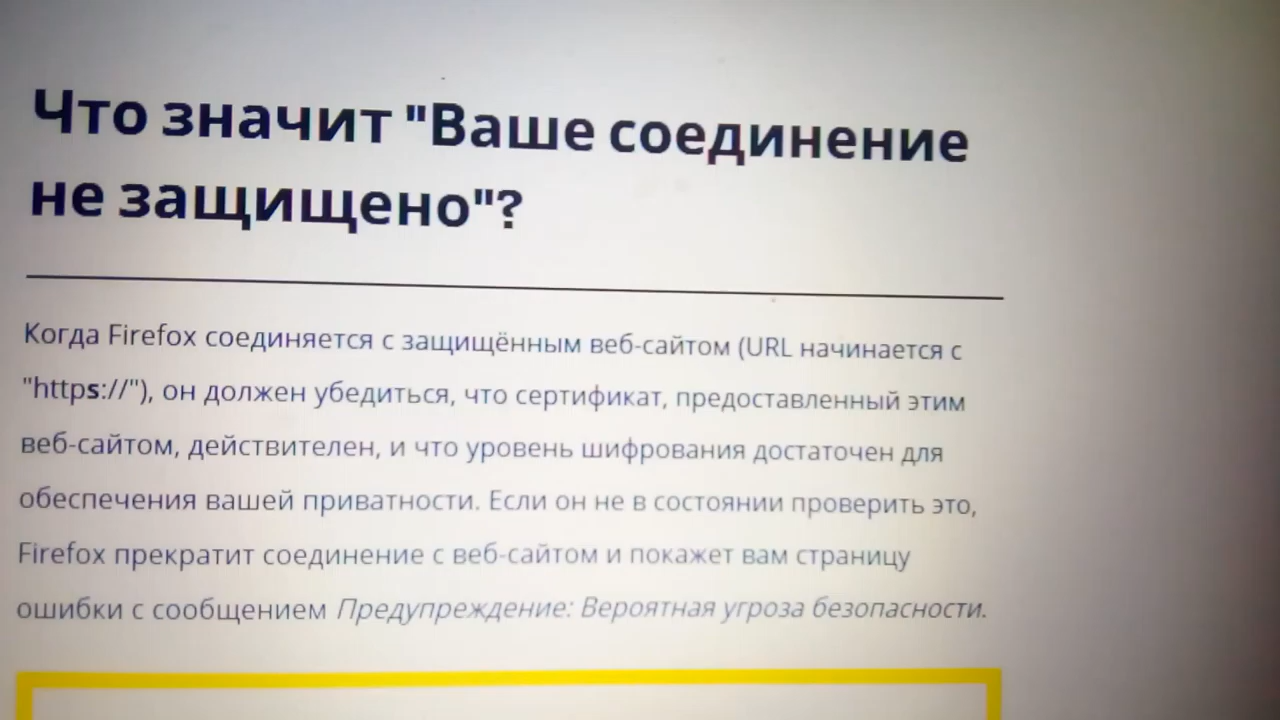 Что значит "Ваше соединение
не защищено"?
Когда Firefox соединяется с защищённым веб-сайтом (URL начинается с
"https://"), он должен убедиться, что сертификат, предоставленный этим
веб-сайтом, действителен, и что уровень шифрования достаточен для
обеспечения вашей приватности. Если он не в состоянии проверить это,
Firefox прекратит соединение с веб-сайтом и покажет вам страницу
ошибки с сообщением Предупреждение: Вероятная угроза безопасности.